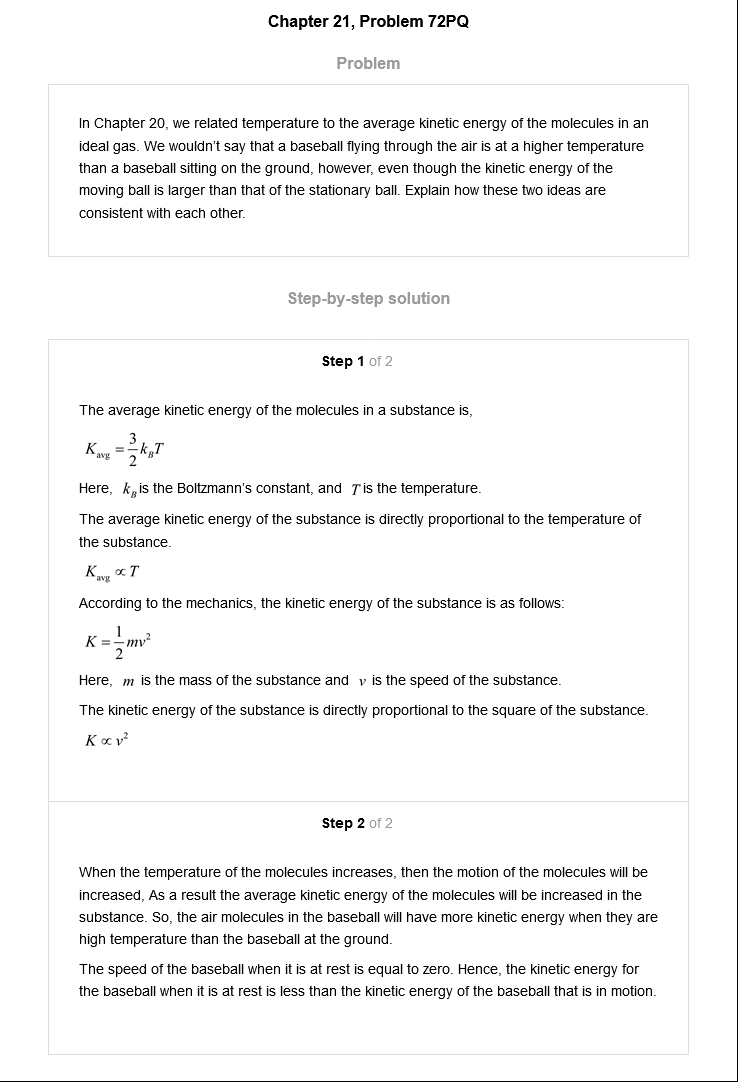 Chapter 21, Problem 72PQ
Problem
In Chapter 20, we related temperature to the average kinetic energy of the molecules in an
ideal gas. We wouldn't say that a baseball flying through the air is at a higher temperature
than a baseball sitting on the ground, however, even though the kinetic energy of the
moving ball is larger than that of the stationary ball. Explain how these two ideas are
consistent with each other.
Step-by-step solution
Step 1 of 2
The average kinetic energy of the molecules in a substance is,
K_avg = 3/2 k_B T
Here, k_B is the Boltzmann's constant, and T is the temperature.
The average kinetic energy of the substance is directly proportional to the temperature of
the substance.
K_avg ∝ T
According to the mechanics, the kinetic energy of the substance is as follows:
K = 1/2 mv²
Here, m is the mass of the substance and v is the speed of the substance.
The kinetic energy of the substance is directly proportional to the square of the substance.
K ∝ v²
Step 2 of 2
When the temperature of the molecules increases, then the motion of the molecules will be
increased, As a result the average kinetic energy of the molecules will be increased in the
substance. So, the air molecules in the baseball will have more kinetic energy when they are
high temperature than the baseball at the ground.
The speed of the baseball when it is at rest is equal to zero. Hence, the kinetic energy for
the baseball when it is at rest is less than the kinetic energy of the baseball that is in motion.